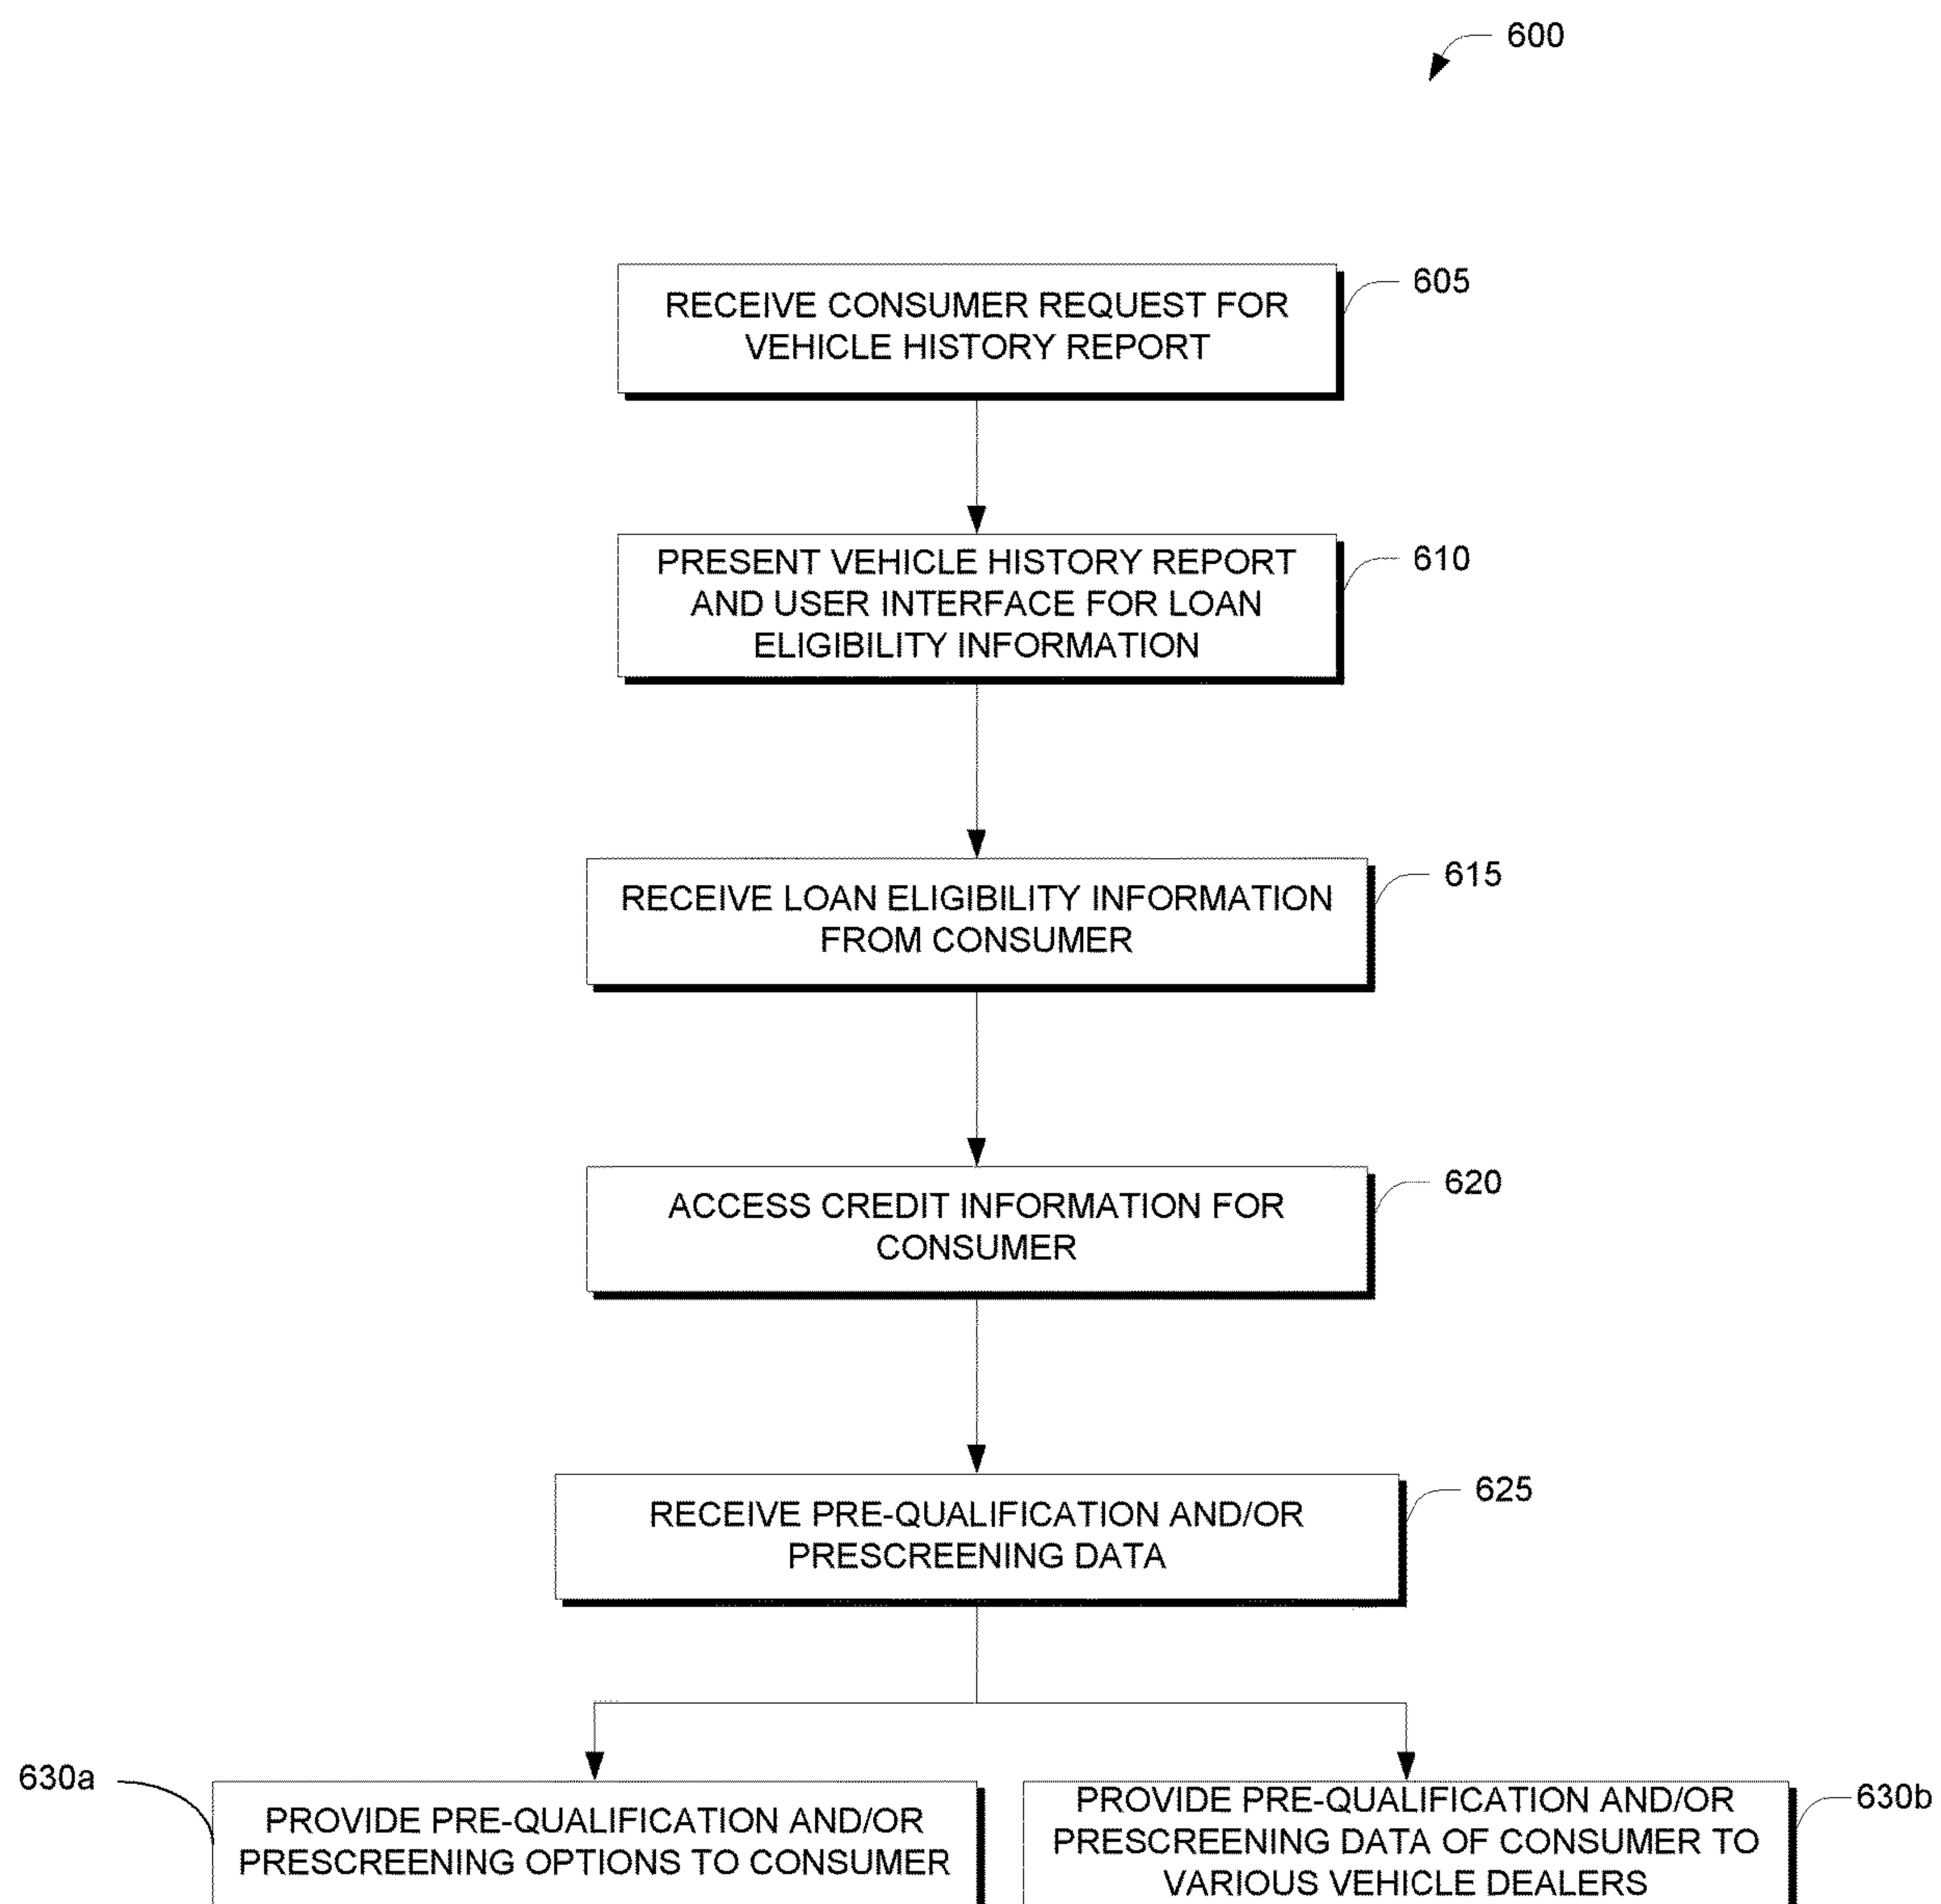 600
RECEIVE CONSUMER REQUEST FOR
VEHICLE HISTORY REPORT
605
PRESENT VEHICLE HISTORY REPORT
AND USER INTERFACE FOR LOAN
ELIGIBILITY INFORMATION
610
RECEIVE LOAN ELIGIBILITY INFORMATION
FROM CONSUMER
615
ACCESS CREDIT INFORMATION FOR
CONSUMER
620
RECEIVE PRE-QUALIFICATION AND/OR
PRESCREENING DATA
625
630a
PROVIDE PRE-QUALIFICATION AND/OR
PRESCREENING OPTIONS TO CONSUMER
PROVIDE PRE-QUALIFICATION AND/OR
PRESCREENING DATA OF CONSUMER TO
VARIOUS VEHICLE DEALERS
630b